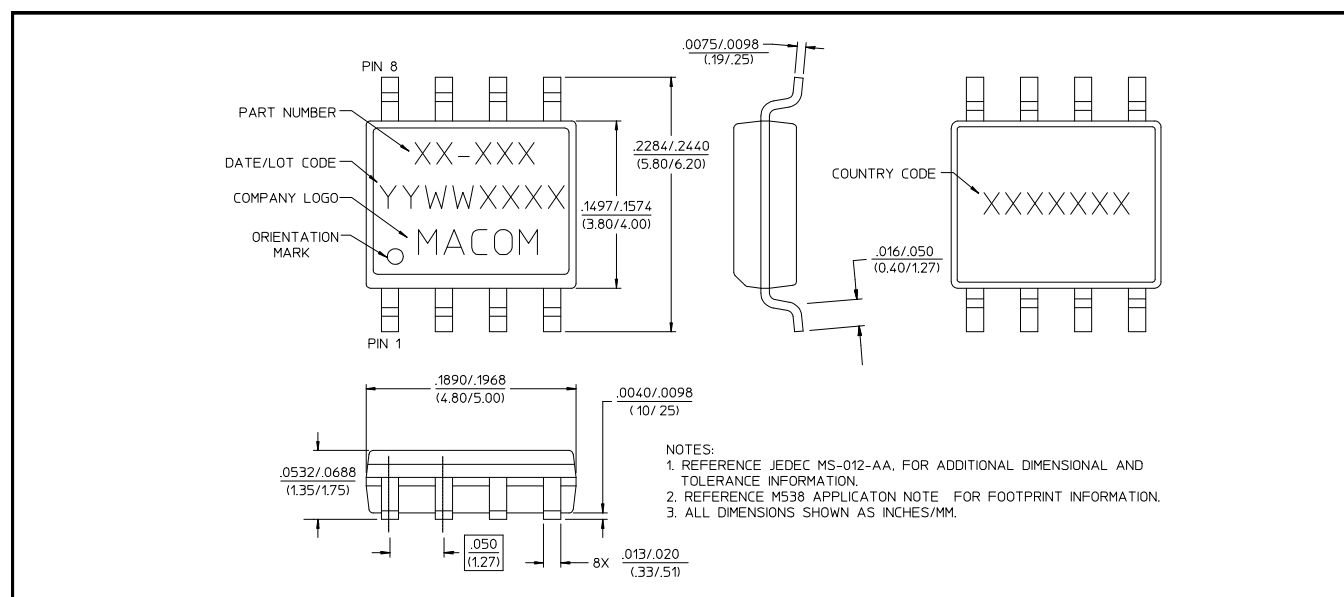 PIN 8
PART NUMBER
XX-XXX
DATE/LOT CODE
YYWWXXXX
COMPANY LOGO
MACOM
ORIENTATION
MARK
PIN 1
.2284/.2440
(5.80/6.20)
.1497/.1574
(3.80/4.00)
.0075/.0098
(.19/.25)
.016/.050
(0.40/1.27)
COUNTRY CODE
XXXXXXX
.1890/.1968
(4.80/5.00)
.0040/.0098
( 10/ 25)
.0532/.0688
(1.35/1.75)
.050
(1.27)
8X
.013/.020
(.33/.51)
NOTES:
1. REFERENCE JEDEC MS-012-AA, FOR ADDITIONAL DIMENSIONAL AND
TOLERANCE INFORMATION.
2. REFERENCE M538 APPLICATON NOTE FOR FOOTPRINT INFORMATION.
3. ALL DIMENSIONS SHOWN AS INCHES/MM.